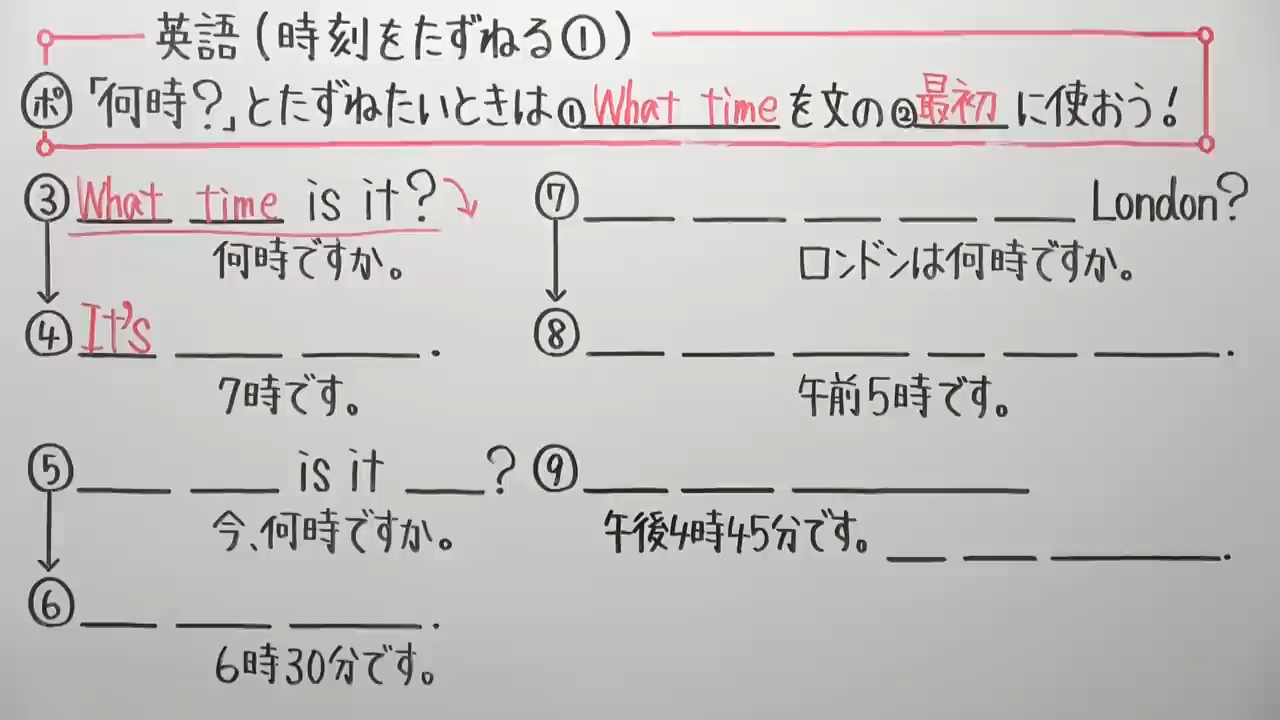 英語(時刻をたずねる①)
ポ 「何時?」とたずねたいときは①What timeを文の②最初に使おう!
③What time is it?
何時ですか。
④It's ___ ___.
7時です。
⑤___ ___ is it ___?
今、何時ですか。
⑥___ ___ ___.
6時30分です。
⑦___ ___ ___ ___ ___ London?
ロンドンは何時ですか。
⑧___ ___ ___ ___ ___ ___.
午前5時です。
⑨___ ___ ___
午後4時45分です。 ___ ___ ___.